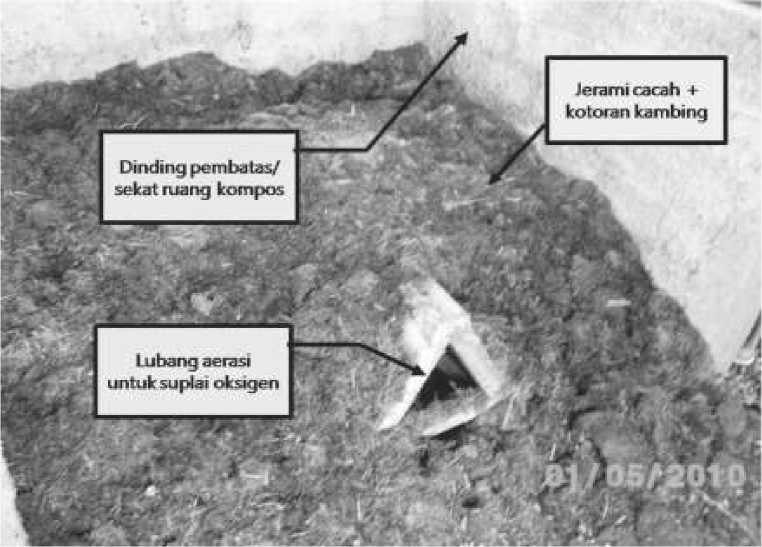 Jerami cacah +
kotoran kambing
Dinding pembatas/
sekat ruang kompos
Lubang aerasi
untuk suplai oksigen
01/05/2010